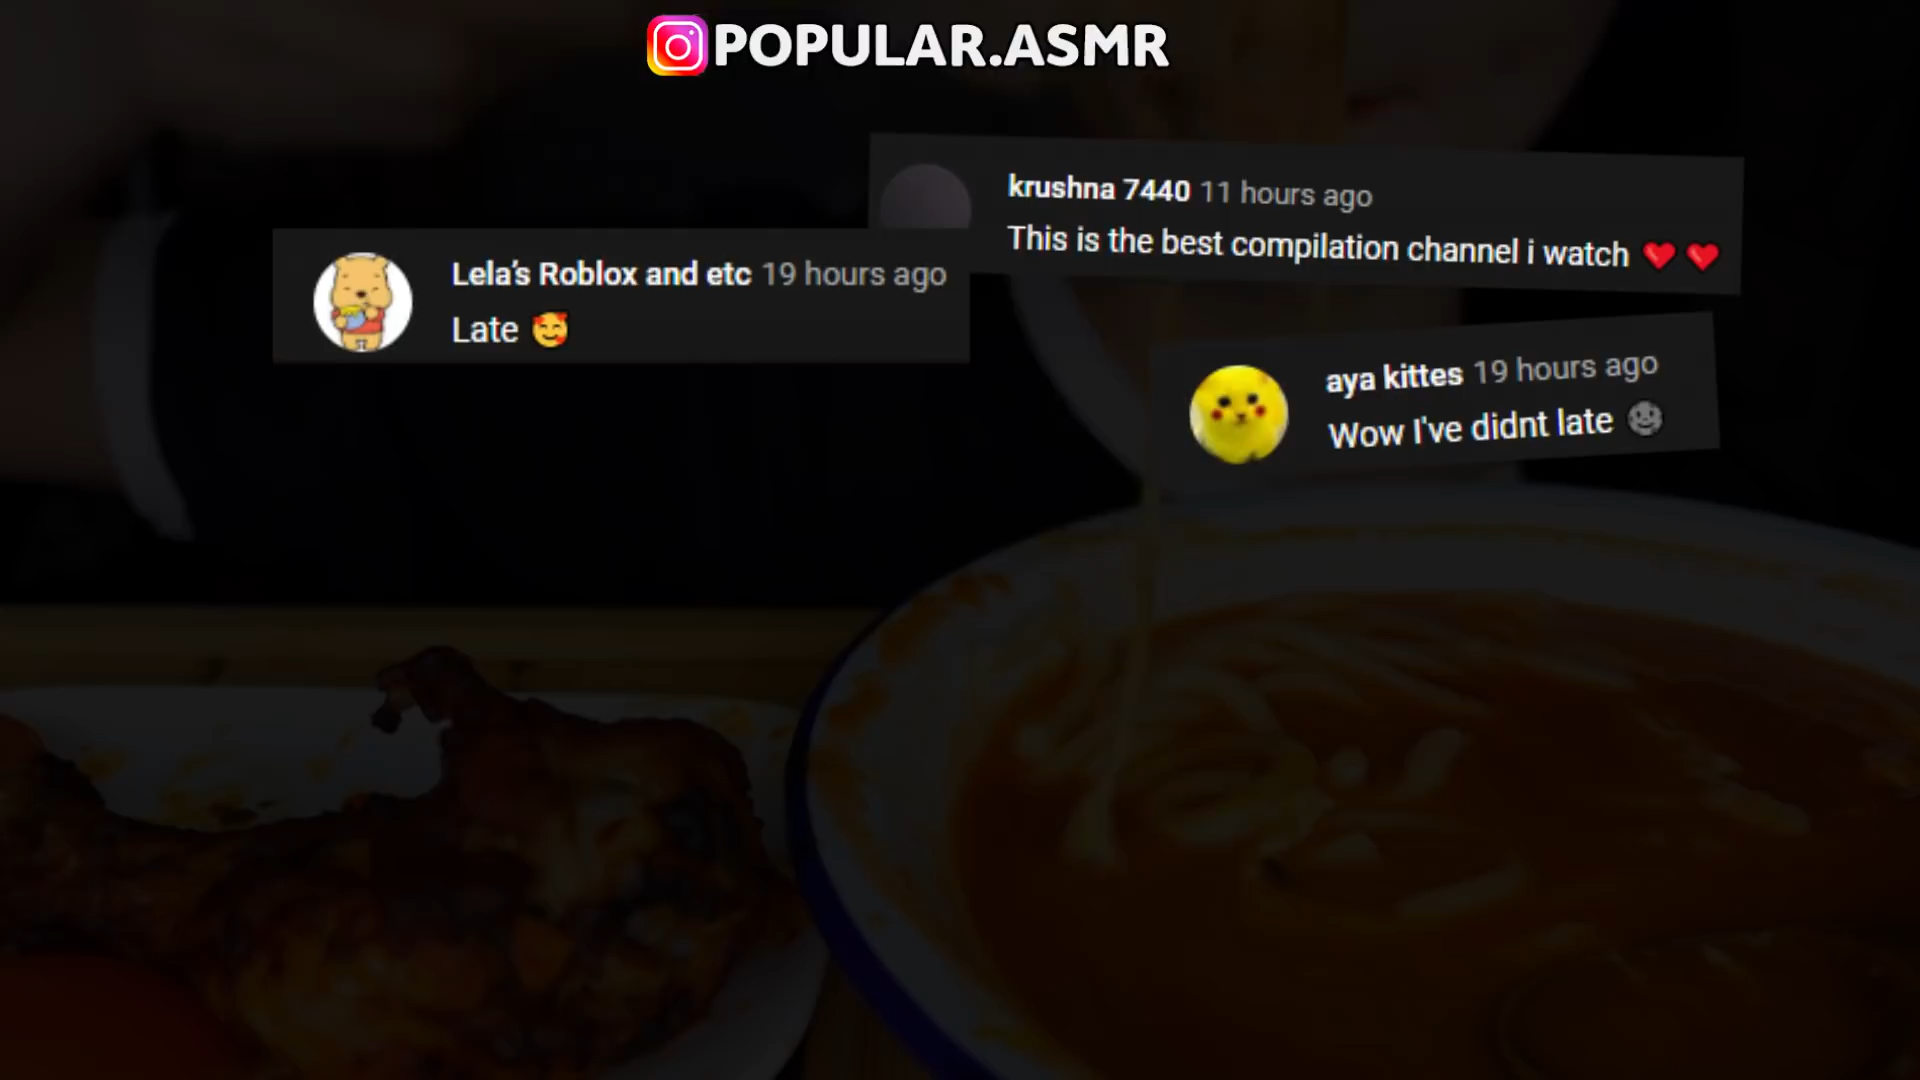 POPULAR.ASMR
krushna 7440 11 hours ago
This is the best compilation channel i watch ❤️ ❤️
Lela’s Roblox and etc 19 hours ago
Late 🥰
aya kittes 19 hours ago
Wow I've didnt late